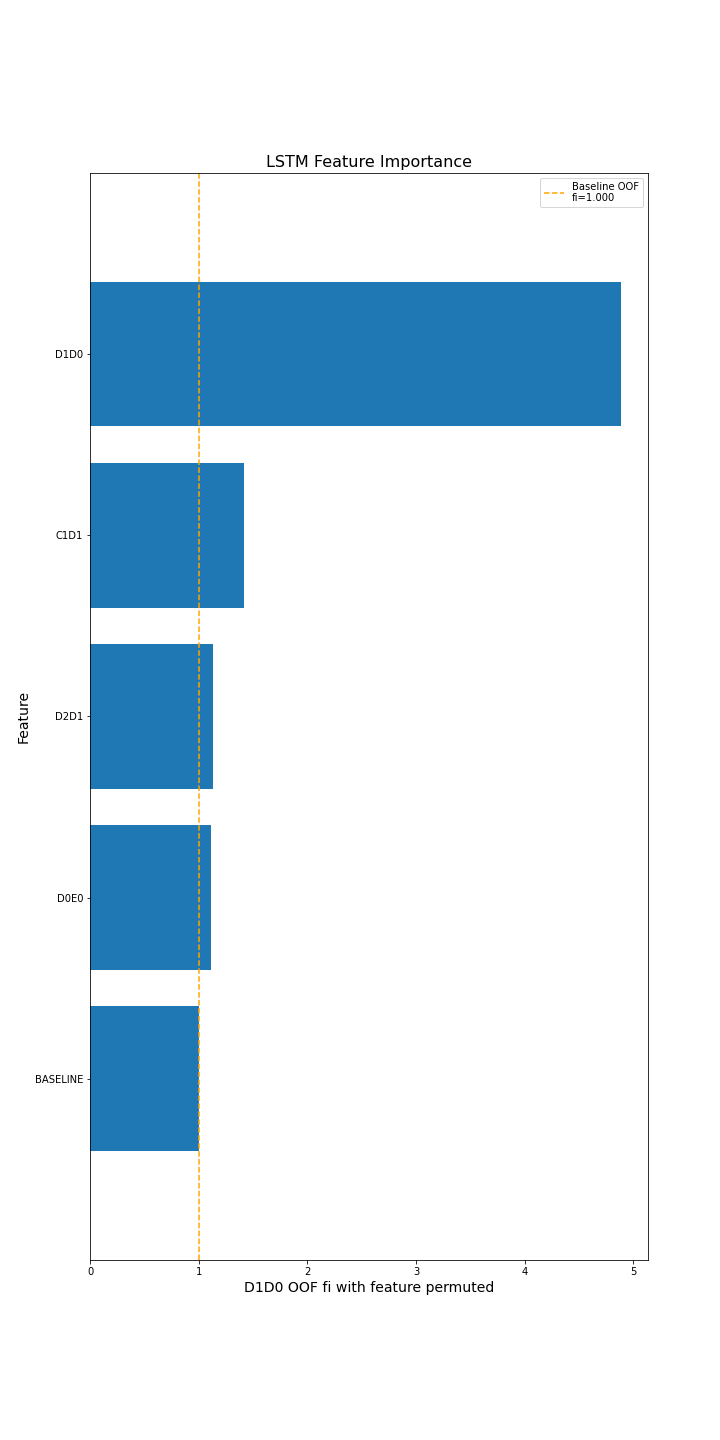 LSTM Feature Importance
Baseline OOF
fi=1.000
D1D0
C1D1
D2D1
D0E0
BASELINE
Feature
0 1 2 3 4 5
D1D0 OOF fi with feature permuted